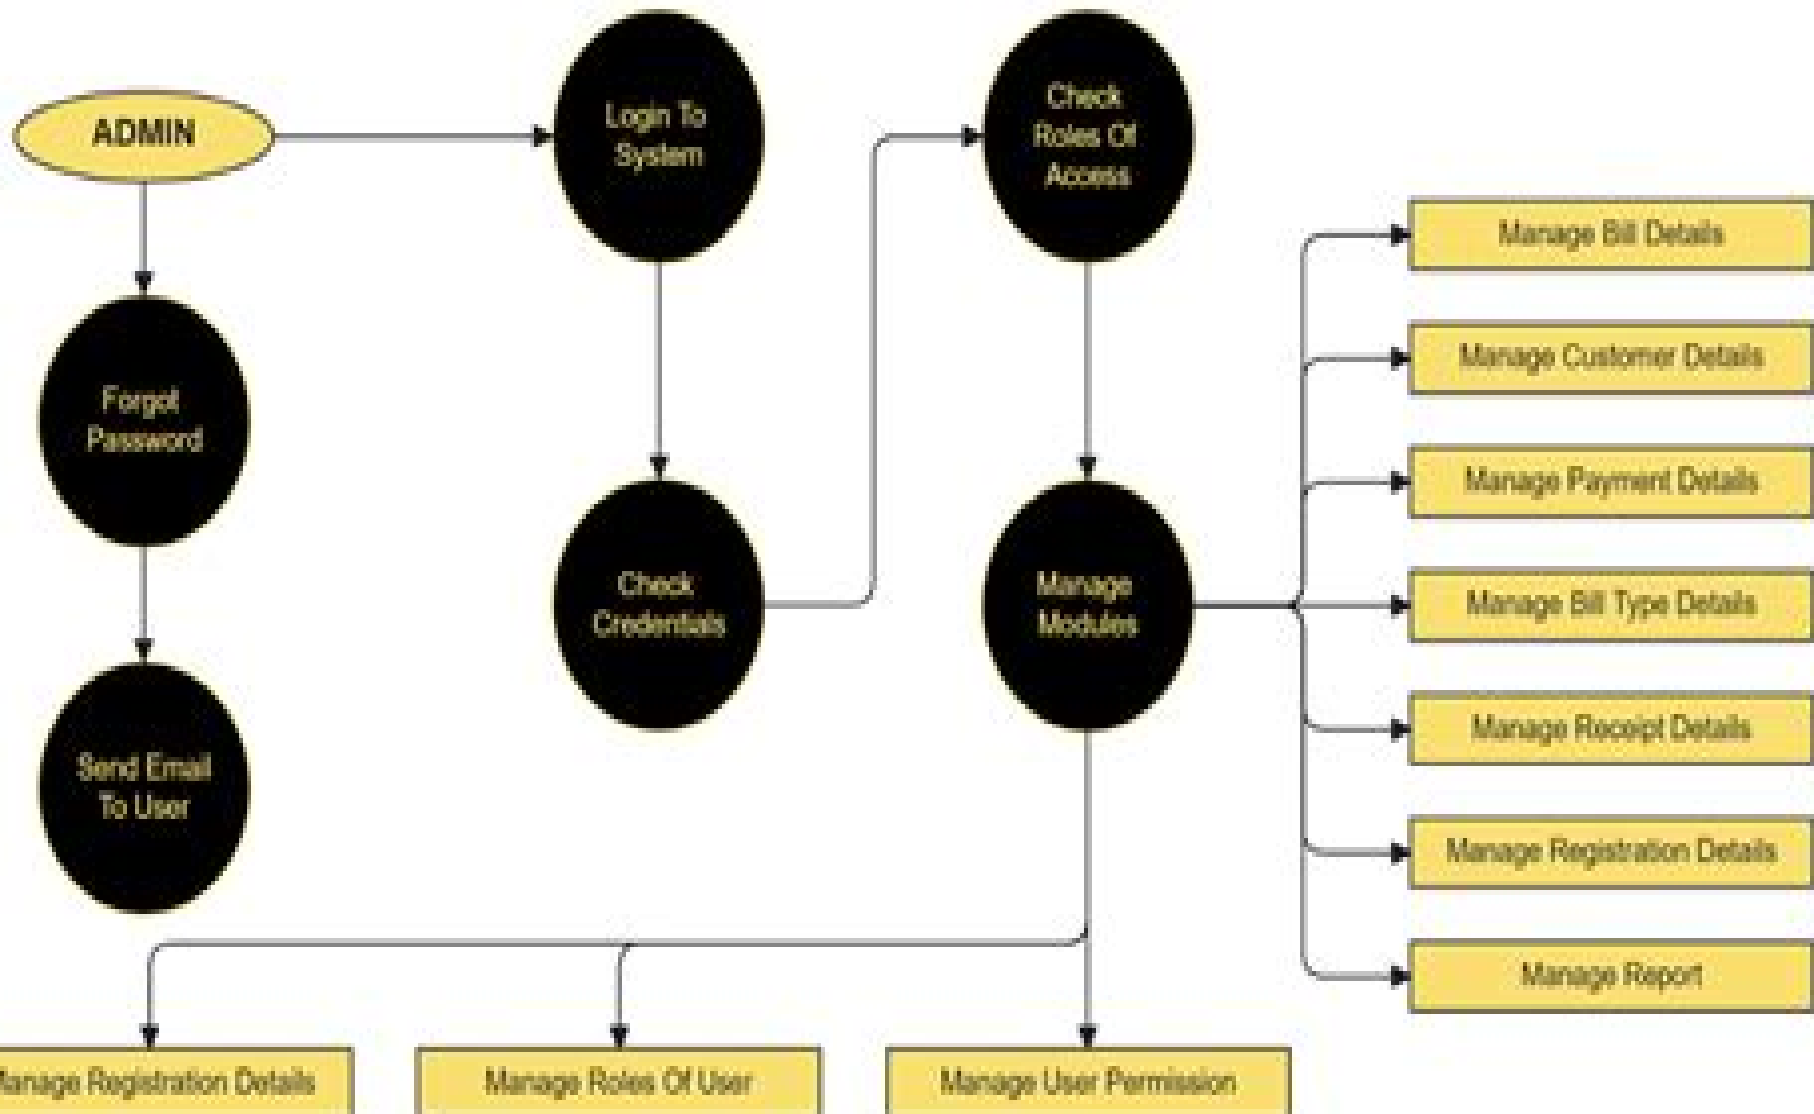 ADMIN
Login To
System
Check
Roles Of
Access
Manage Bill Details
Manage Customer Details
Forgot
Password
Manage Payment Details
Check
Credentials
Manage
Modules
Manage Bill Type Details
Manage Receipt Details
Send Email
To User
Manage Registration Details
Manage Report
Manage Registration Details
Manage Roles Of User
Manage User Permission